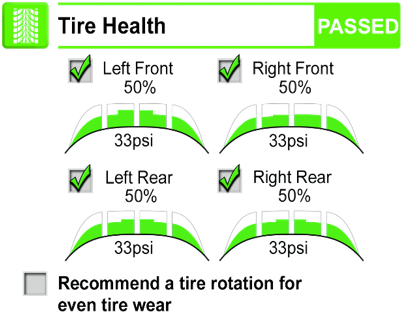 Tire Health PASSED
Left Front Right Front
50% 50%
33psi 33psi
Left Rear Right Rear
50% 50%
33psi 33psi
Recommend a tire rotation for
even tire wear